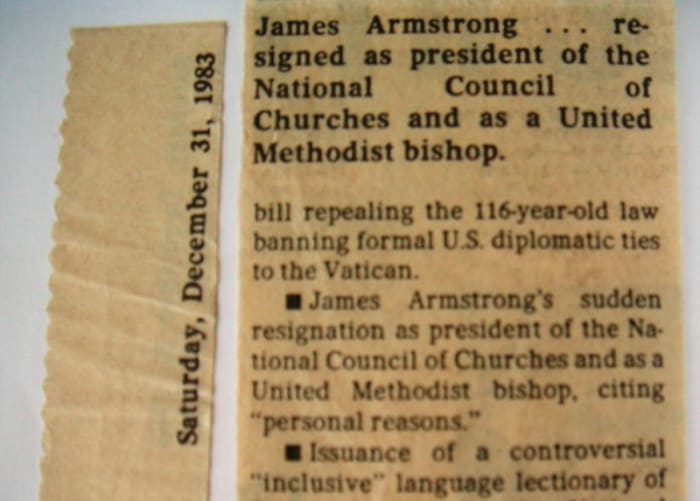 Saturday, December 31, 1983
James Armstrong ... re-
signed as president of the
National Council of
Churches and as a United
Methodist bishop.
bill repealing the 116-year-old law
banning formal U.S. diplomatic ties
to the Vatican.
■ James Armstrong's sudden
resignation as president of the Na-
tional Council of Churches and as a
United Methodist bishop, citing
"personal reasons."
■ Issuance of a controversial
"inclusive" language lectionary of